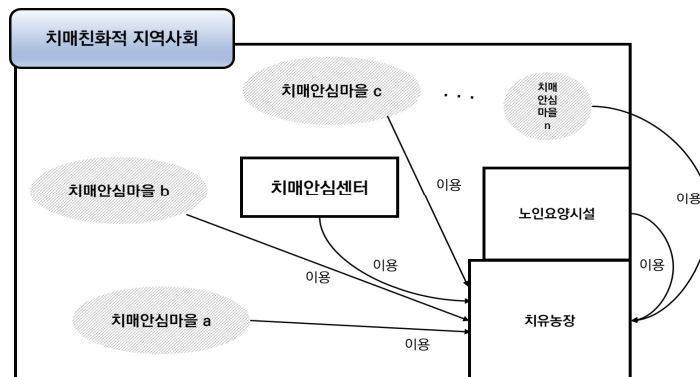 치매친화적 지역사회
치매안심마을 c
· · ·
치매
안심
마을
n
치매안심마을 b
치매안심센터
이용
노인요양시설
이용
이용
이용
이용
치매안심마을 a
치유농장
이용